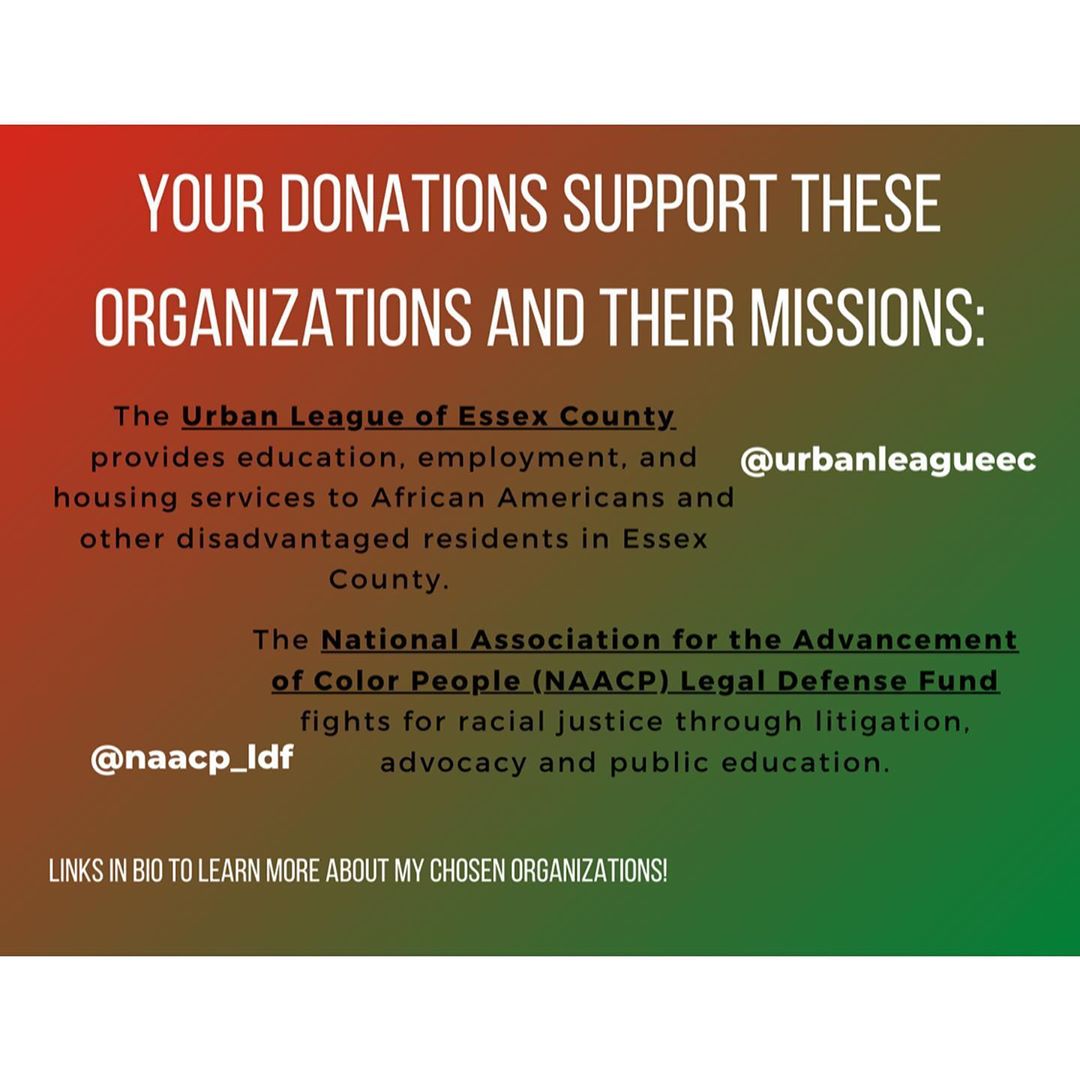 YOUR DONATIONS SUPPORT THESE
ORGANIZATIONS AND THEIR MISSIONS:
The Urban League of Essex County
provides education, employment, and
housing services to African Americans and
other disadvantaged residents in Essex
County.
@urbanleagueec
The National Association for the Advancement
of Color People (NAACP) Legal Defense Fund
fights for racial justice through litigation,
advocacy and public education.
@naacp_ldf
LINKS IN BIO TO LEARN MORE ABOUT MY CHOSEN ORGANIZATIONS!